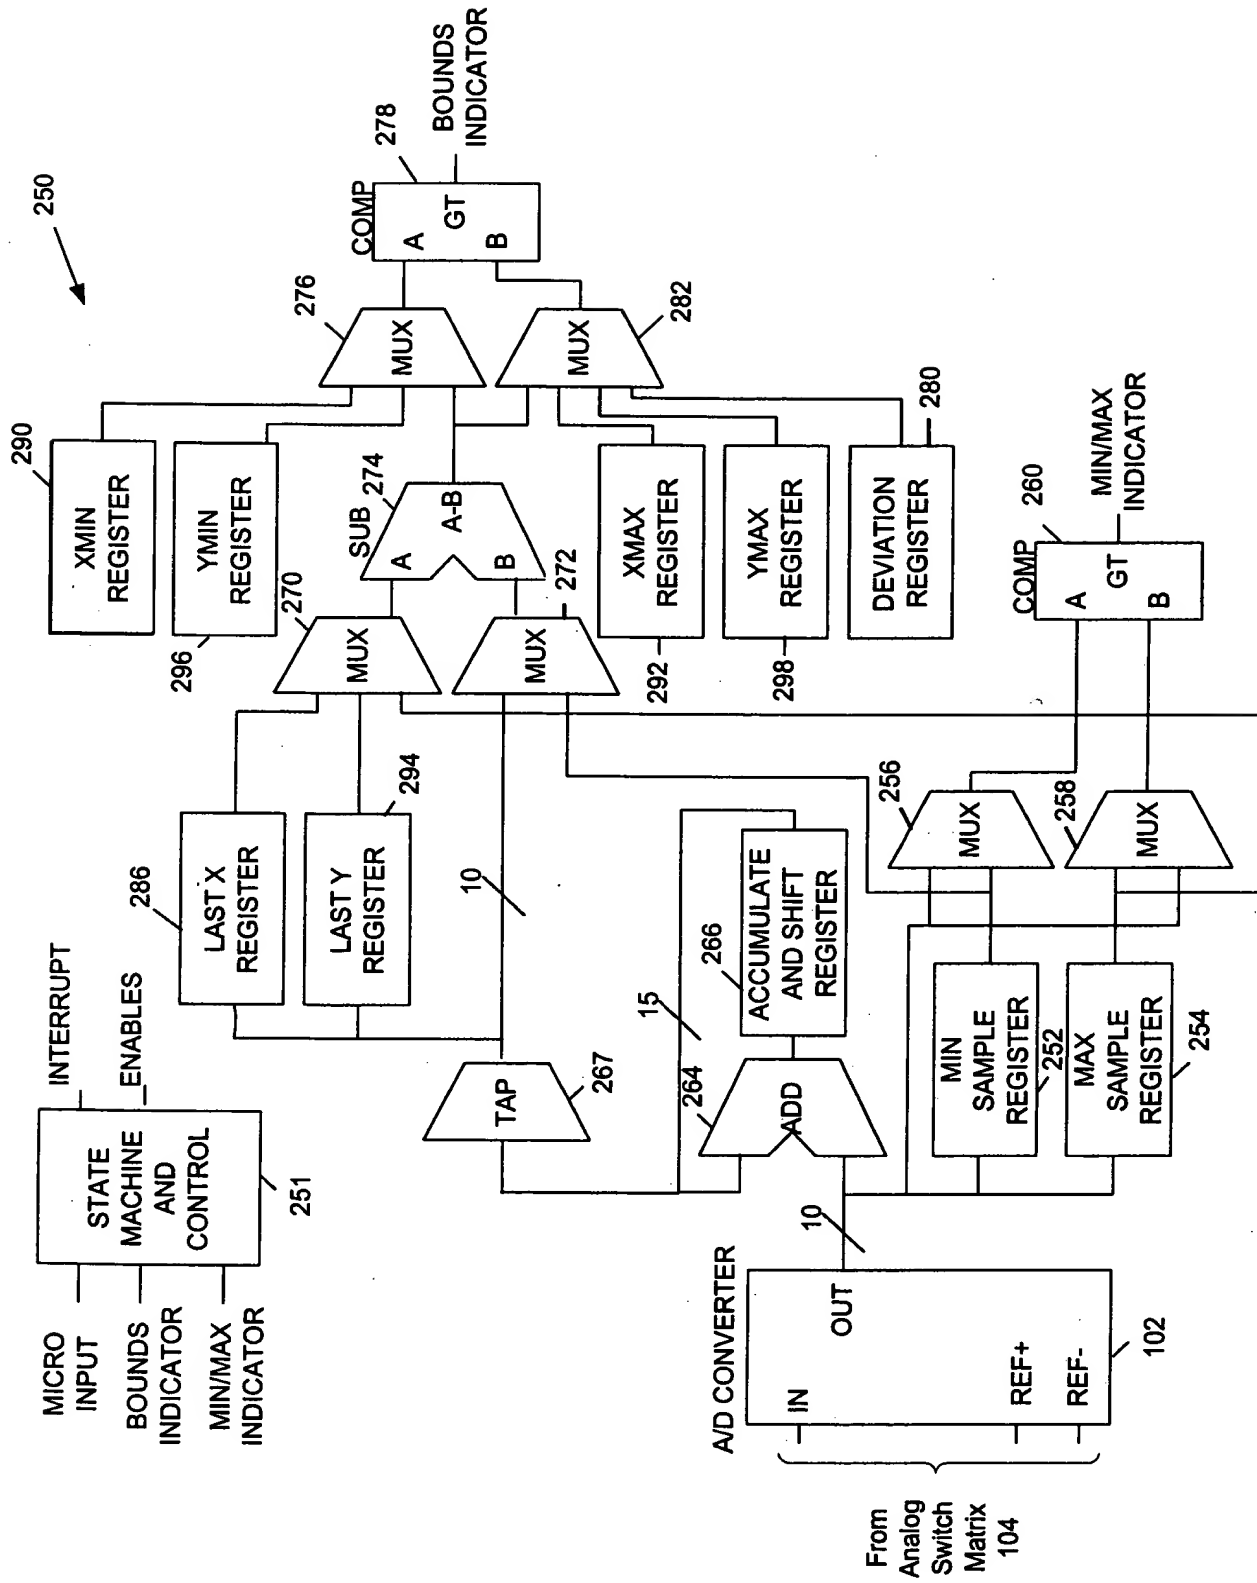 250
MICRO
INPUT
BOUNDS
INDICATOR
MIN/MAX
INDICATOR
STATE
MACHINE
AND
CONTROL
251
INTERRUPT
ENABLES
286
LAST X
REGISTER
LAST Y
REGISTER
294
290
XMIN
REGISTER
YMIN
REGISTER
296
270
MUX
MUX
272
SUB
274
A
A-B
B
276
MUX
MUX
282
COMP
278
A
GT
B
BOUNDS
INDICATOR
XMAX
REGISTER
292
YMAX
REGISTER
298
DEVIATION
REGISTER
280
TAP
267
10
15
264
ADD
266
ACCUMULATE
AND SHIFT
REGISTER
A/D CONVERTER
IN
OUT
REF+
REF-
102
10
From
Analog
Switch
Matrix
104
MIN
SAMPLE
REGISTER
252
MAX
SAMPLE
REGISTER
254
256
MUX
258
MUX
COMP
260
A
GT
B
MIN/MAX
INDICATOR